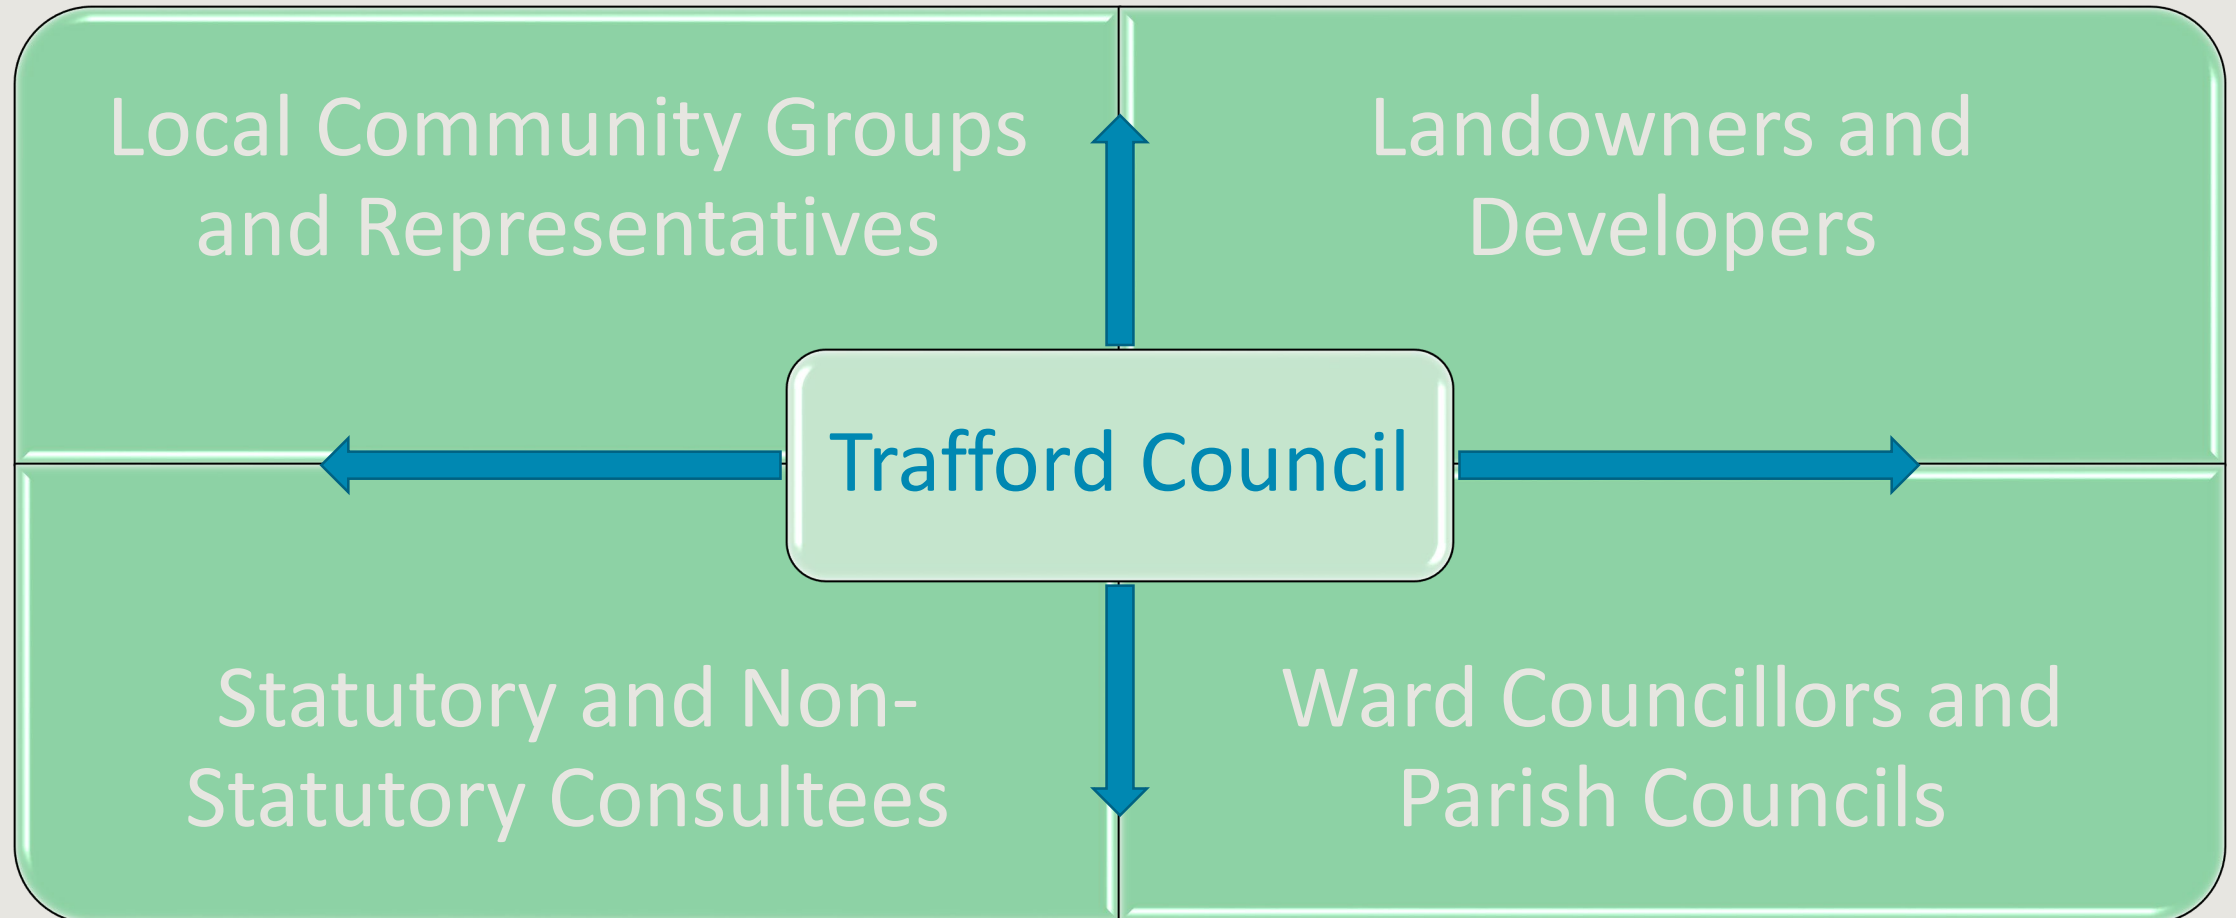 Local Community Groups
and Representatives
Landowners and
Developers
Trafford Council
Statutory and Non-
Statutory Consultees
Ward Councillors and
Parish Councils